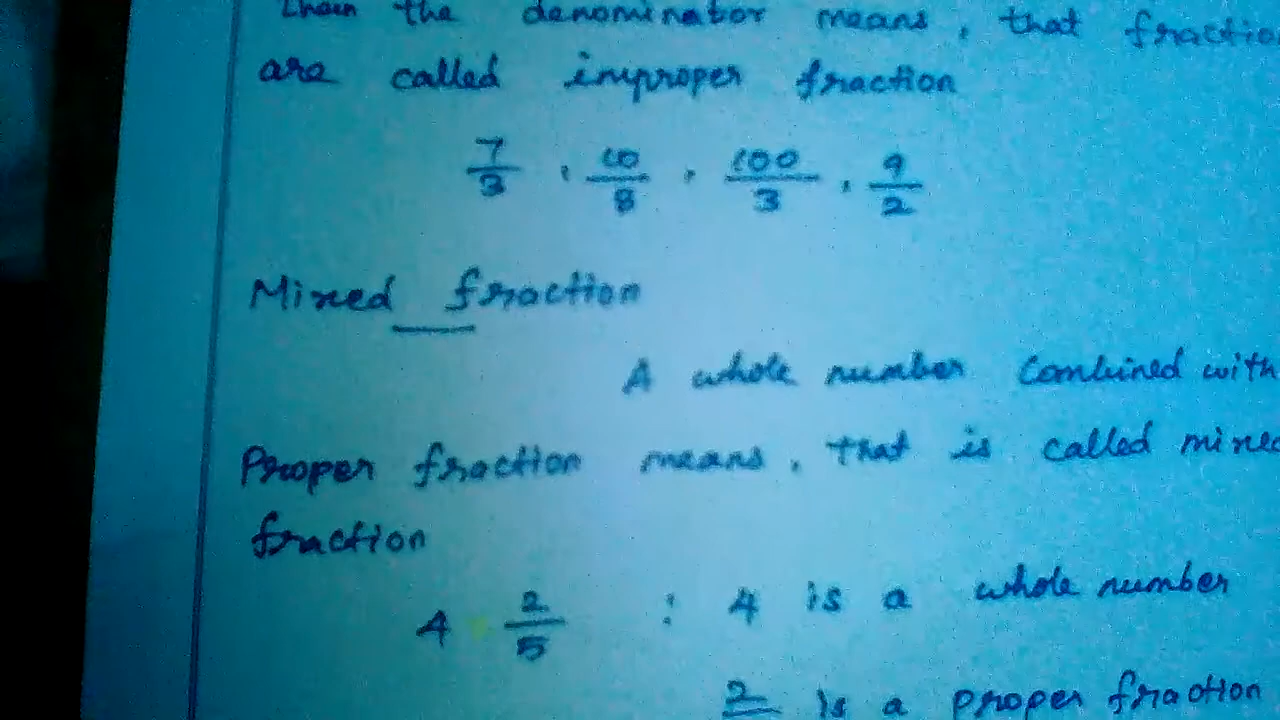 than the denominator means, that fraction
are called improper fraction
7/3, 10/8, 100/3, 9/2
Mixed fraction
A whole number combined with
Proper fraction means, that is called mixed
fraction
4 2/5 : 4 is a whole number
2 is a proper fraction